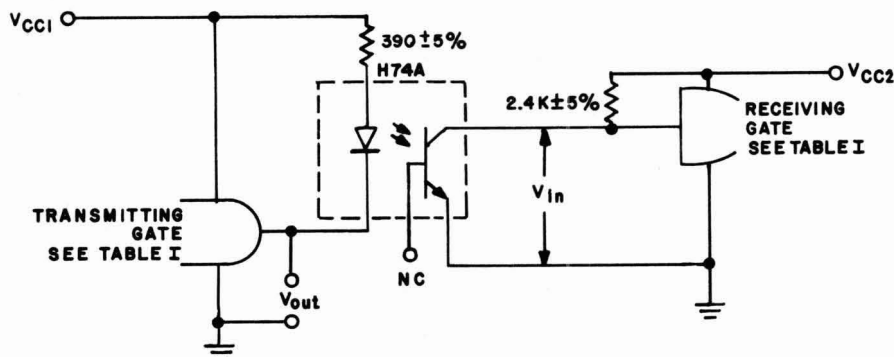 VCC1
390±5%
H74A
VCC2
2.4K±5%
RECEIVING
GATE
SEE TABLE I
TRANSMITTING
GATE
SEE TABLE I
Vin
NC
Vout